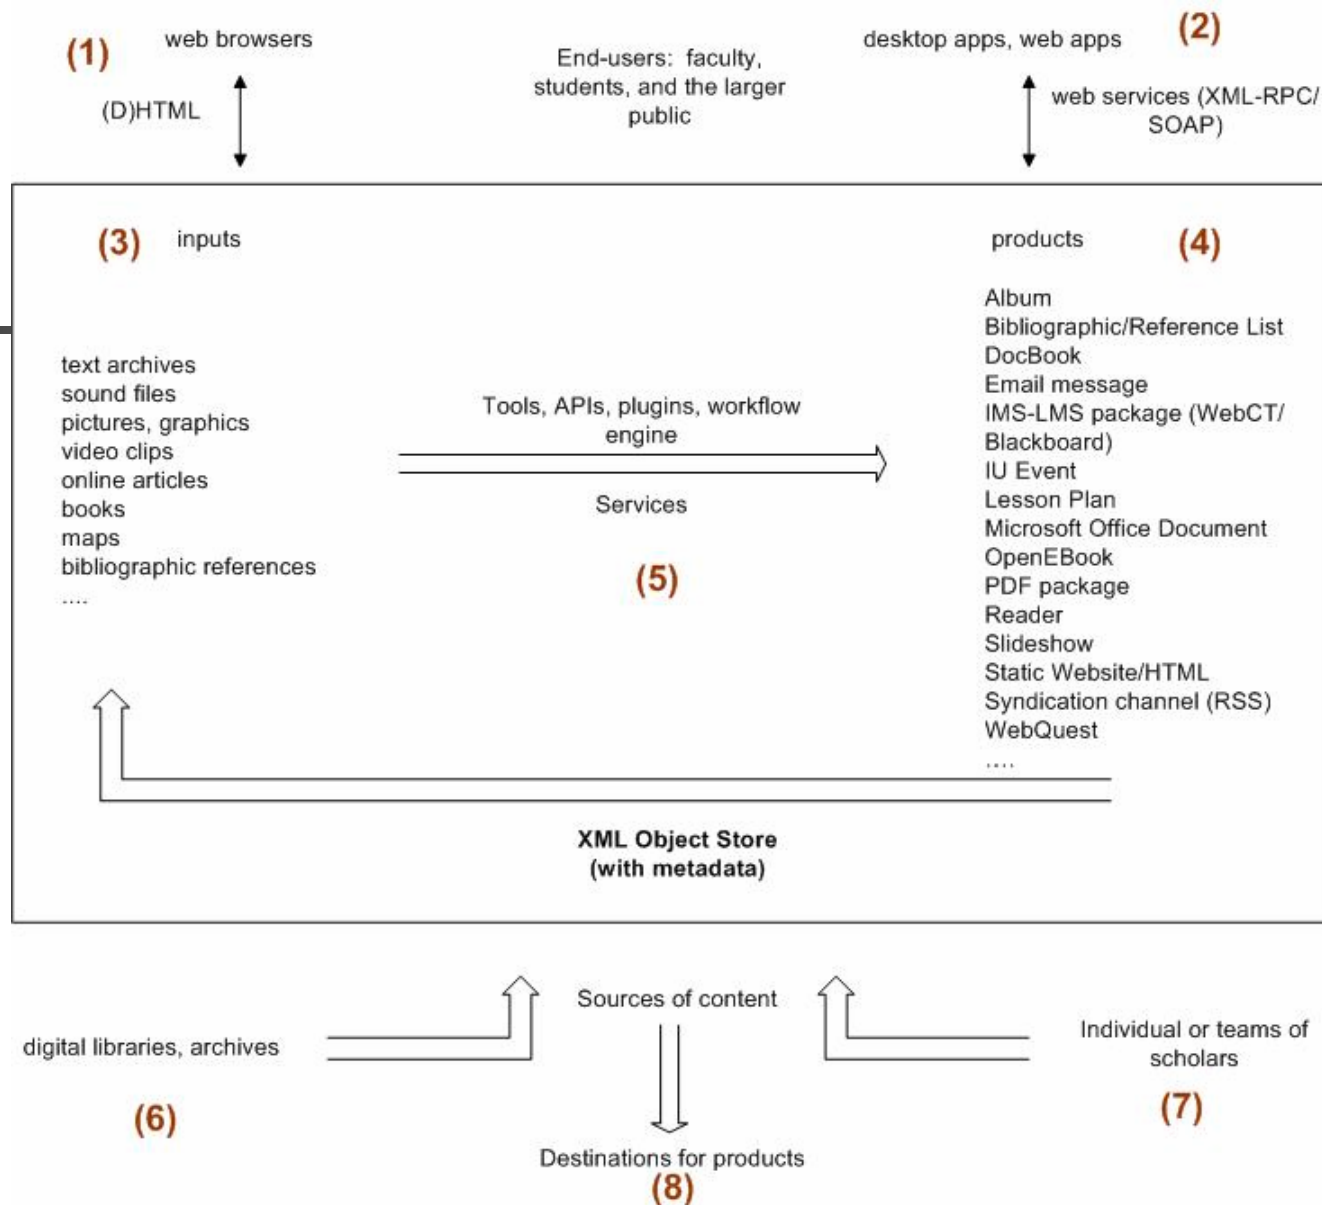 (1)
web browsers
(D)HTML
End-users: faculty,
students, and the larger
public
desktop apps, web apps
(2)
web services (XML-RPC/
SOAP)
(3)
inputs
products
(4)
text archives
sound files
pictures, graphics
video clips
online articles
books
maps
bibliographic references
....
Tools, APIs, plugins, workflow
engine
Services
(5)
Album
Bibliographic/Reference List
DocBook
Email message
IMS-LMS package (WebCT/
Blackboard)
IU Event
Lesson Plan
Microsoft Office Document
OpenEBook
PDF package
Reader
Slideshow
Static Website/HTML
Syndication channel (RSS)
WebQuest
....
XML Object Store
(with metadata)
digital libraries, archives
(6)
Sources of content
Individual or teams of
scholars
(7)
Destinations for products
(8)